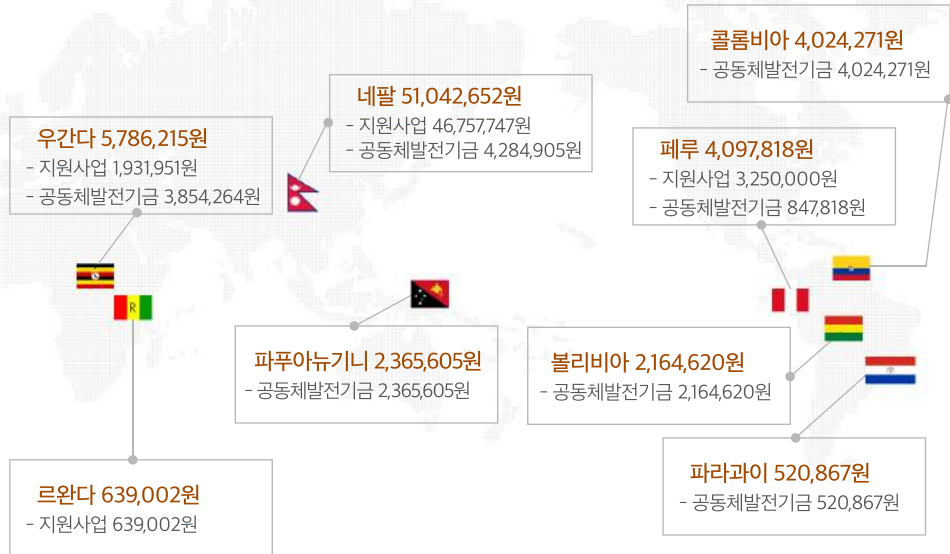 콜롬비아 4,024,271원
- 공동체발전기금 4,024,271원
네팔 51,042,652원
- 지원사업 46,757,747원
- 공동체발전기금 4,284,905원
우간다 5,786,215원
- 지원사업 1,931,951원
- 공동체발전기금 3,854,264원
페루 4,097,818원
- 지원사업 3,250,000원
- 공동체발전기금 847,818원
R
파푸아뉴기니 2,365,605원
- 공동체발전기금 2,365,605원
볼리비아 2,164,620원
- 공동체발전기금 2,164,620원
파라과이 520,867원
- 공동체발전기금 520,867원
르완다 639,002원
- 지원사업 639,002원